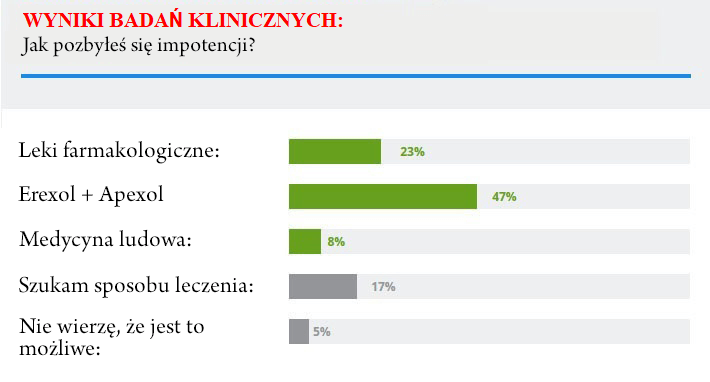 WYNIKI BADAŃ KLINICZNYCH:
Jak pozbyłeś się impotencji?
Leki farmakologiczne:
23%
Erexol + Apexol
47%
Medycyna ludowa:
8%
Szukam sposobu leczenia:
17%
Nie wierzę, że jest to
możliwe:
5%